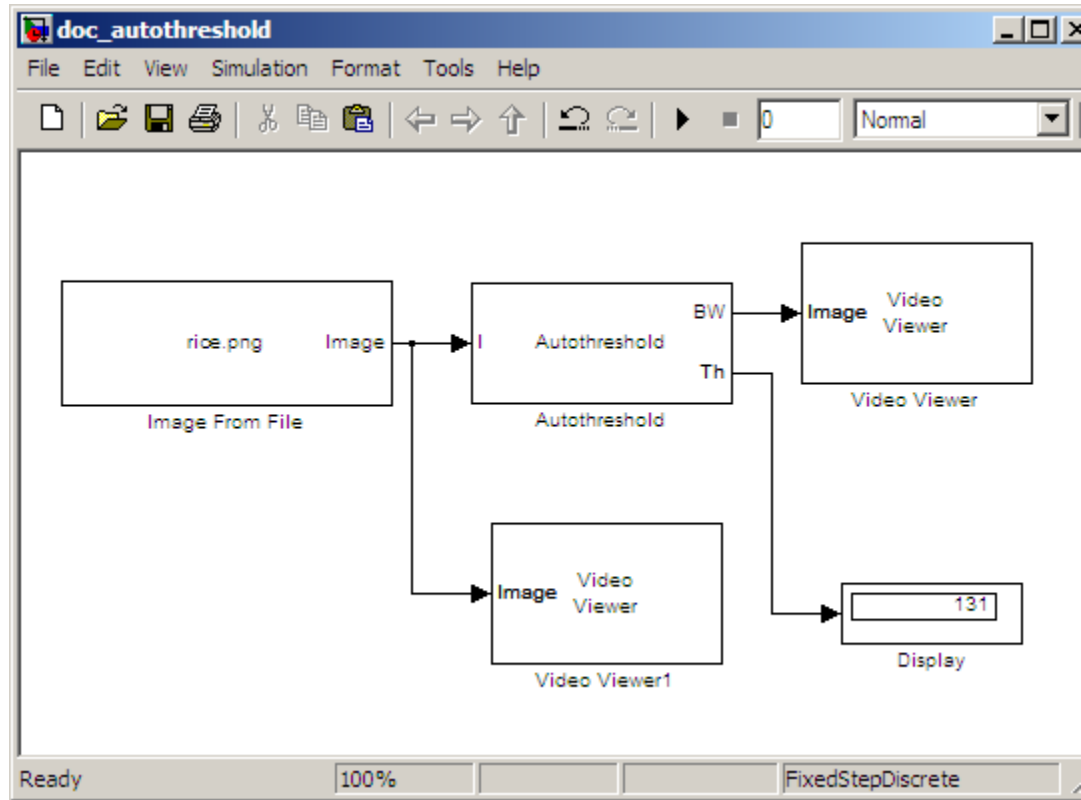 doc_autothreshold
File Edit View Simulation Format Tools Help
0 Normal
rice.png Image
Image From File
I Autothreshold BW
Th
Autothreshold
Image Video
Viewer
Video Viewer
Image Video
Viewer
Video Viewer1
131
Display
Ready 100% FixedStepDiscrete